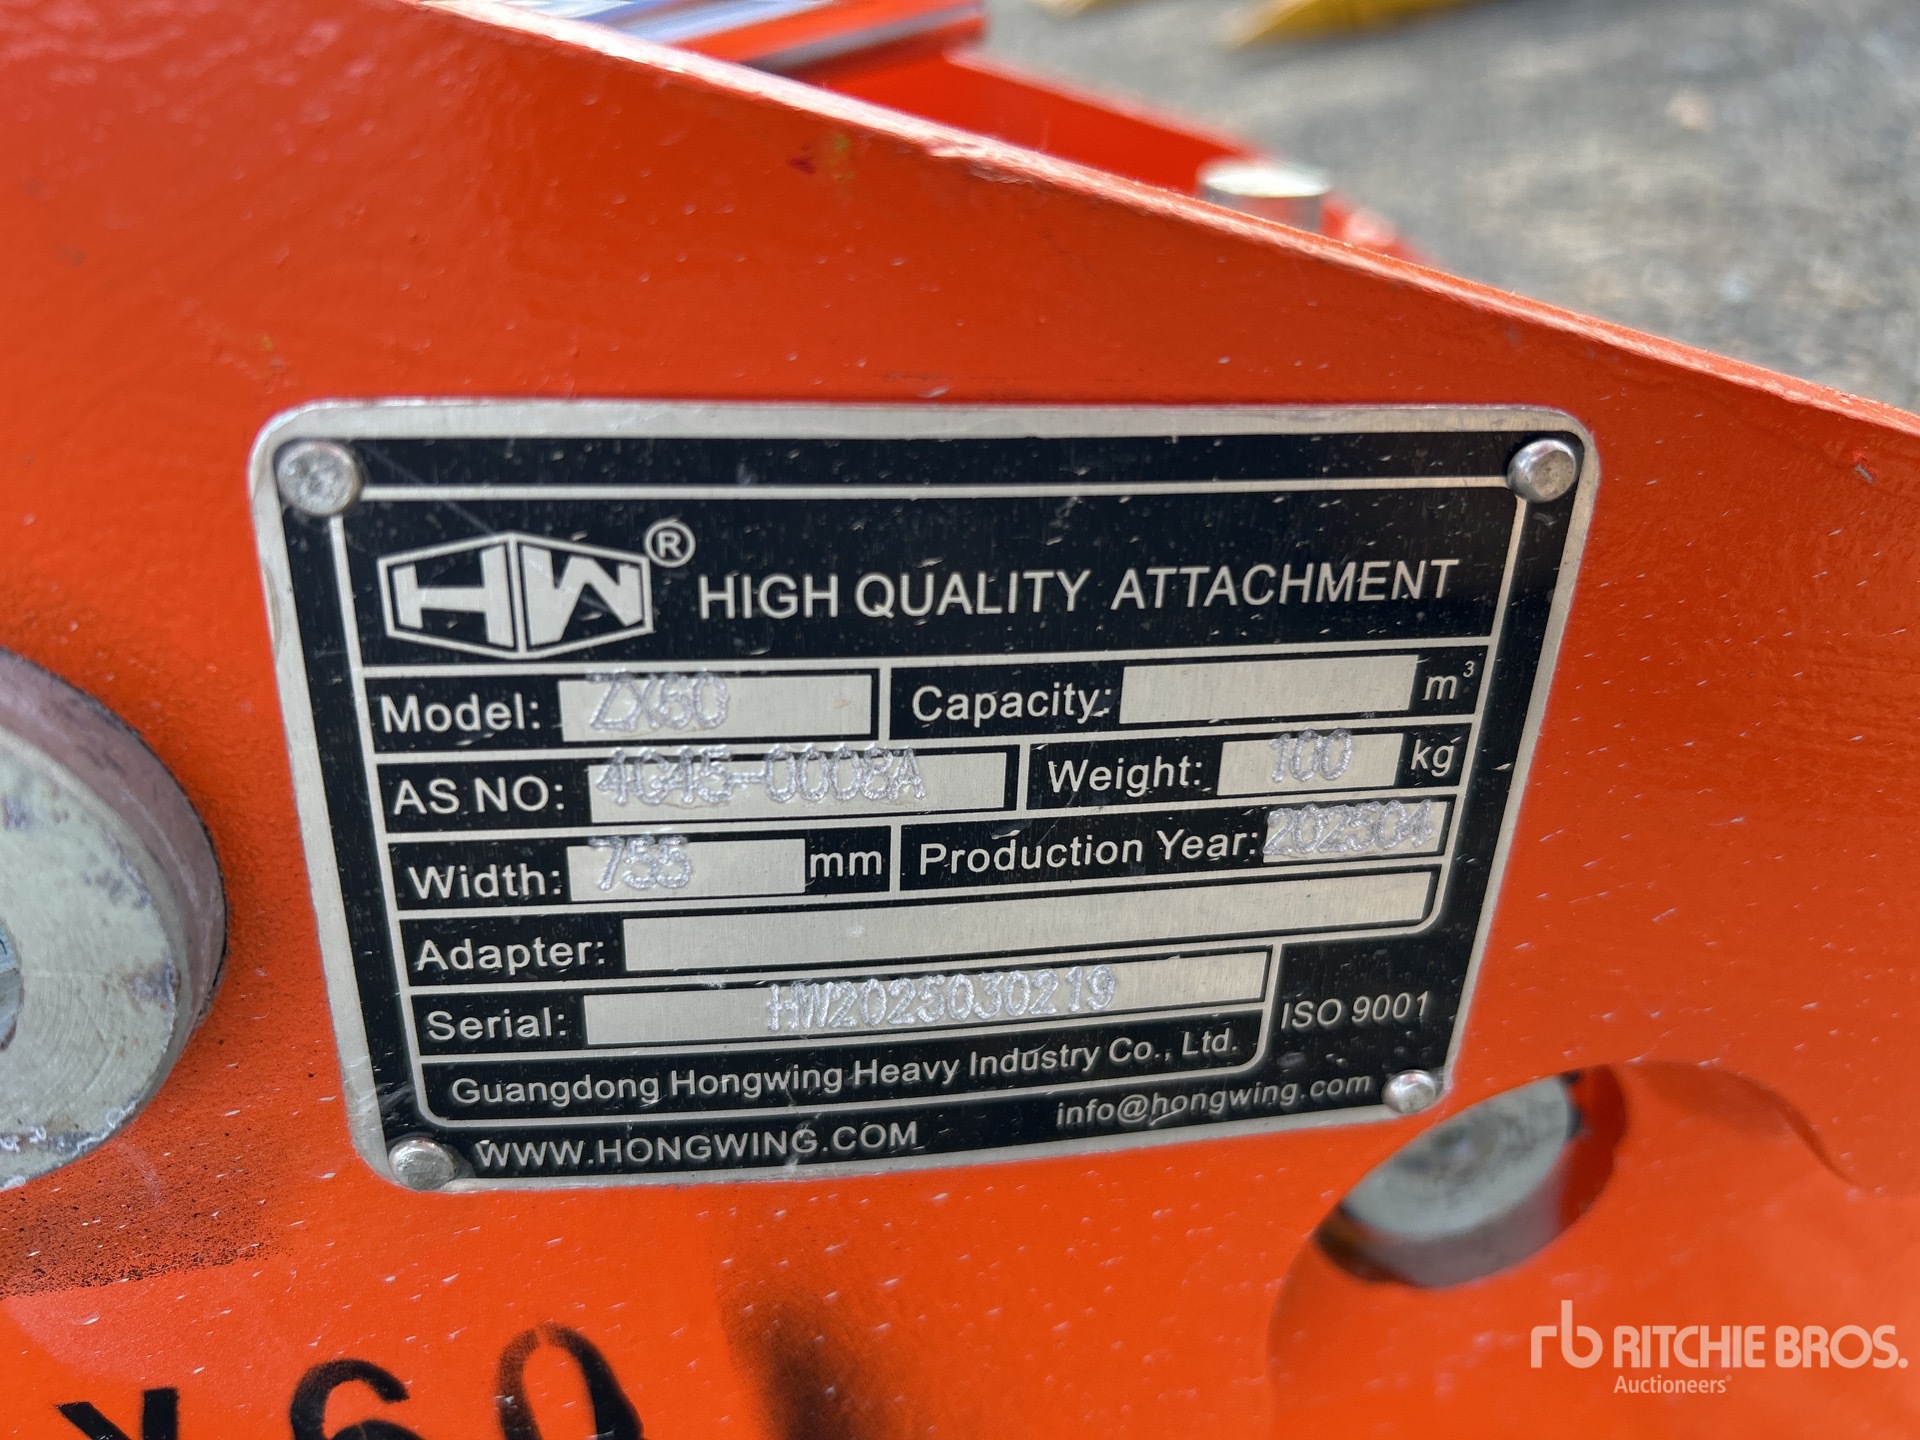 HW® HIGH QUALITY ATTACHMENT
Model: ZX60 Capacity: m³
AS.NO: 4G45-0008A Weight: 100 kg
Width: 755 mm Production Year: 202504
Adapter:
Serial: HW2025030219
ISO 9001
Guangdong Hongwing Heavy Industry Co., Ltd.
WWW.HONGWING.COM info@hongwing.com
X60
rb RITCHIE BROS.
Auctioneers